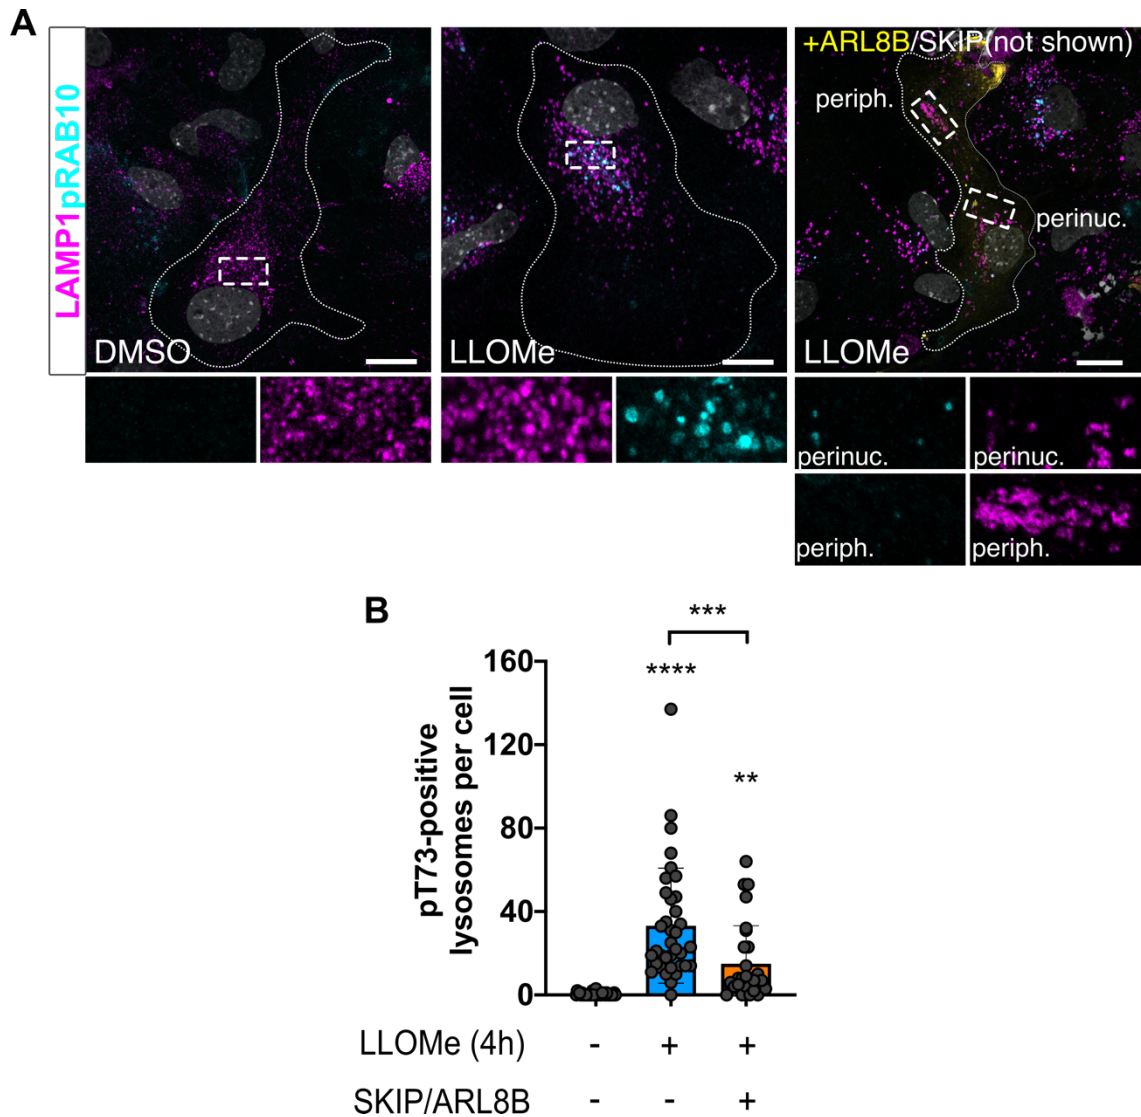 A
LAMP1pRAB10
DMSO
LLOMe
+ARL8B/SKIP(not shown)
periph.
perinuc.
LLOMe
perinuc.
perinuc.
periph.
periph.
B
***
****
**
pT73-positive
lysosomes per cell
160
120
80
40
0
LLOMe (4h) - + +
SKIP/ARL8B - - +